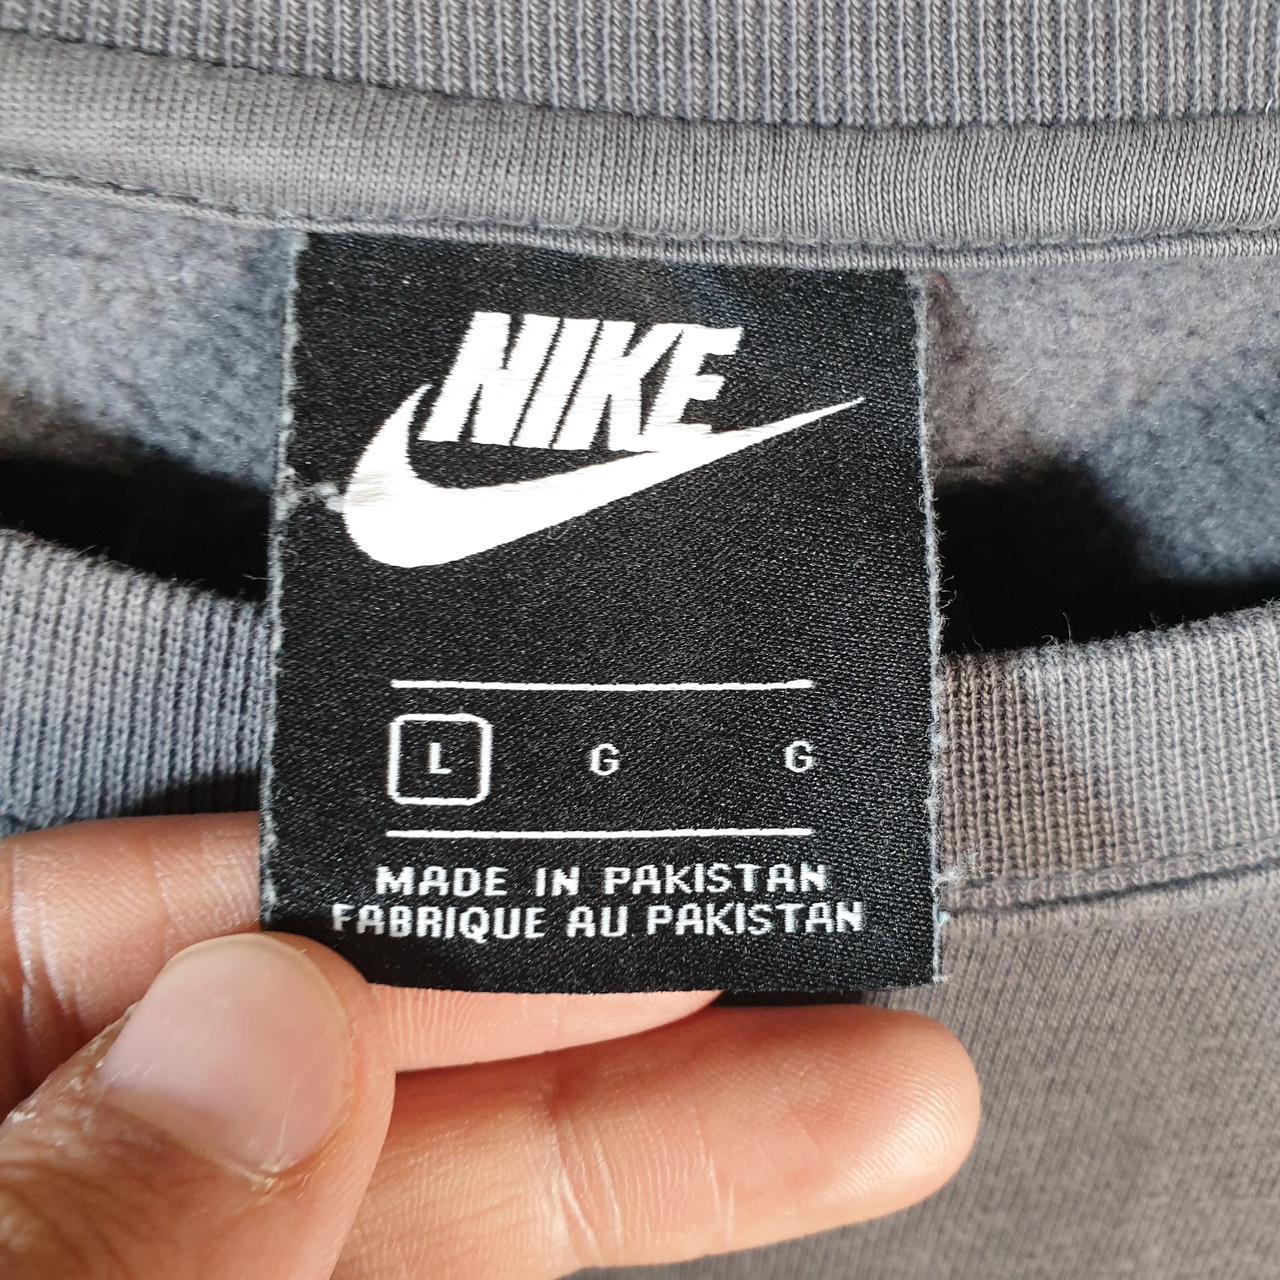 NIKE
L G G
MADE IN PAKISTAN
FABRIQUE AU PAKISTAN